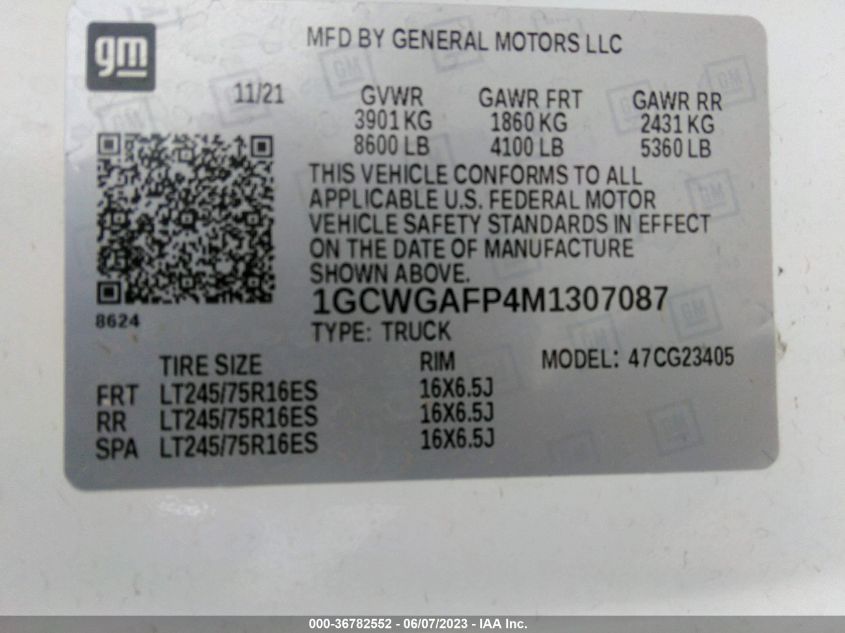 gm
MFD BY GENERAL MOTORS LLC
11/21
GVWR GAWR FRT GAWR RR
3901 KG 1860 KG 2431 KG
8600 LB 4100 LB 5360 LB
THIS VEHICLE CONFORMS TO ALL
APPLICABLE U.S. FEDERAL MOTOR
VEHICLE SAFETY STANDARDS IN EFFECT
ON THE DATE OF MANUFACTURE
SHOWN ABOVE.
1GCWGAFP4M1307087
8624
TYPE: TRUCK
TIRE SIZE RIM MODEL: 47CG23405
FRT LT245/75R16ES 16X6.5J
RR LT245/75R16ES 16X6.5J
SPA LT245/75R16ES 16X6.5J
000-36782552 - 06/07/2023 - IAA Inc.